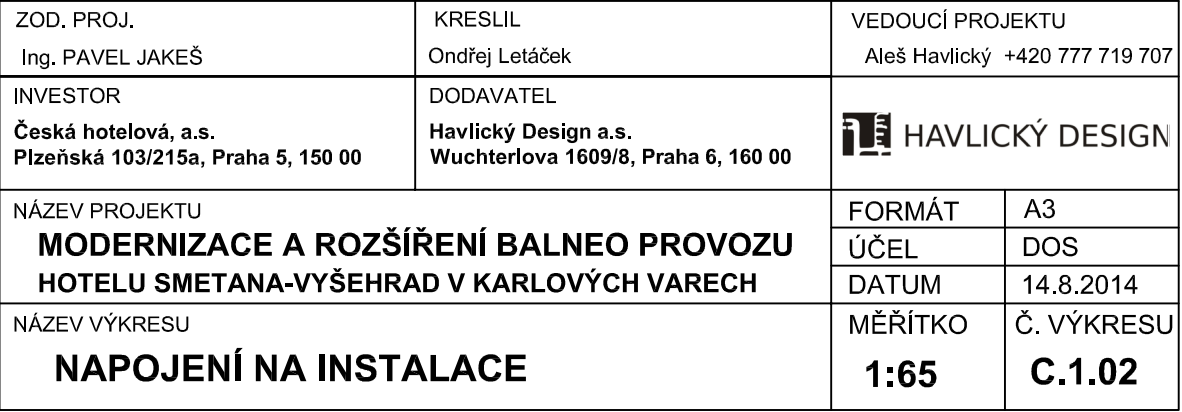 ZOD. PROJ.
Ing. PAVEL JAKEŠ
KRESLIL
Ondřej Letáček
VEDOUCÍ PROJEKTU
Aleš Havlický +420 777 719 707
INVESTOR
Česká hotelová, a.s.
Plzeňská 103/215a, Praha 5, 150 00
DODAVATEL
Havlický Design a.s.
Wuchterlova 1609/8, Praha 6, 160 00
HAVLICKÝ DESIGN
NÁZEV PROJEKTU
MODERNIZACE A ROZŠÍŘENÍ BALNEO PROVOZU
HOTELU SMETANA-VYŠEHRAD V KARLOVÝCH VARECH
FORMÁT A3
ÚČEL DOS
DATUM 14.8.2014
NÁZEV VÝKRESU
NAPOJENÍ NA INSTALACE
MĚŘÍTKO
1:65
Č. VÝKRESU
C.1.02